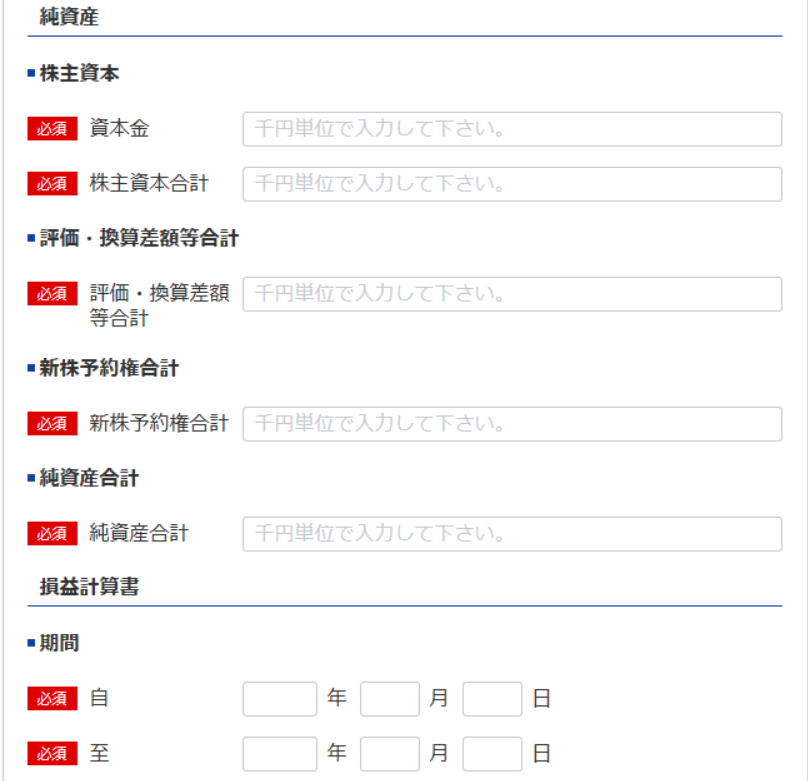 純資産
株主資本
必須 資本金 千円単位で入力して下さい。
必須 株主資本合計 千円単位で入力して下さい。
評価・換算差額等合計
必須 評価・換算差額 千円単位で入力して下さい。
等合計
新株予約権合計
必須 新株予約権合計 千円単位で入力して下さい。
純資産合計
必須 純資産合計 千円単位で入力して下さい。
損益計算書
期間
必須 自 年 月 日
必須 至 年 月 日